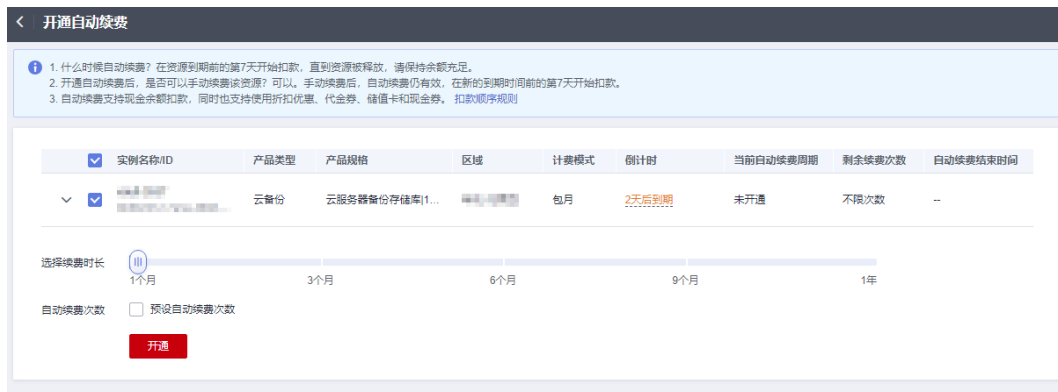 开通自动续费
1. 什么时候自动续费？在资源到期前的第7天开始扣款，直到资源被释放，请保持余额充足。
2. 开通自动续费后，是否可以手动续费该资源？可以。手动续费后，自动续费仍有效，在新的到期时间前的第7天开始扣款。
3. 自动续费支持现金余额扣款，同时也支持使用折扣优惠、代金券、储值卡和现金券。 扣款顺序规则
实例名称/ID 产品类型 产品规格 区域 计费模式 倒计时 当前自动续费周期 剩余续费次数 自动续费结束时间
云备份 云服务器备份存储库|1... 包月 2天后到期 未开通 不限次数 --
选择续费时长
1个月 3个月 6个月 9个月 1年
自动续费次数 预设自动续费次数
开通